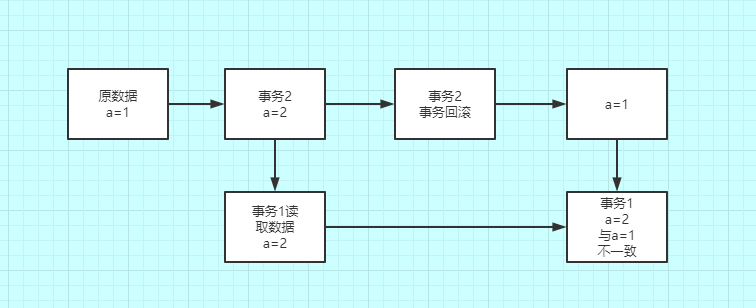 原数据
a=1
事务2
a=2
事务2
事务回滚
a=1
事务1读
取数据
a=2
事务1
a=2
与a=1
不一致